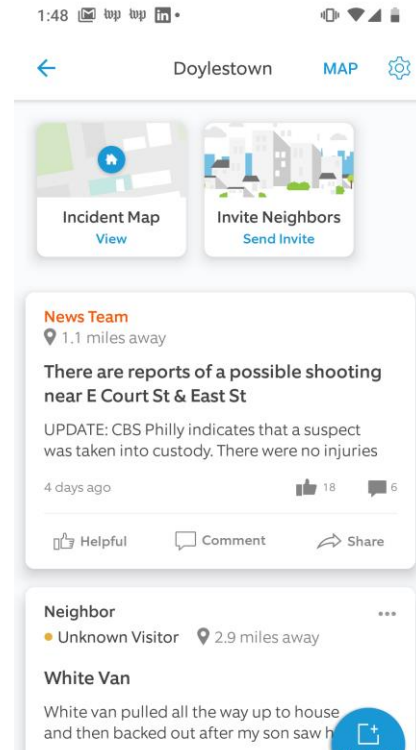 1:48
Doylestown MAP
Incident Map
View
Invite Neighbors
Send Invite
News Team
1.1 miles away
There are reports of a possible shooting
near E Court St & East St
UPDATE: CBS Philly indicates that a suspect
was taken into custody. There were no injuries
4 days ago 18 6
Helpful Comment Share
Neighbor
Unknown Visitor 2.9 miles away
White Van
White van pulled all the way up to house
and then backed out after my son saw